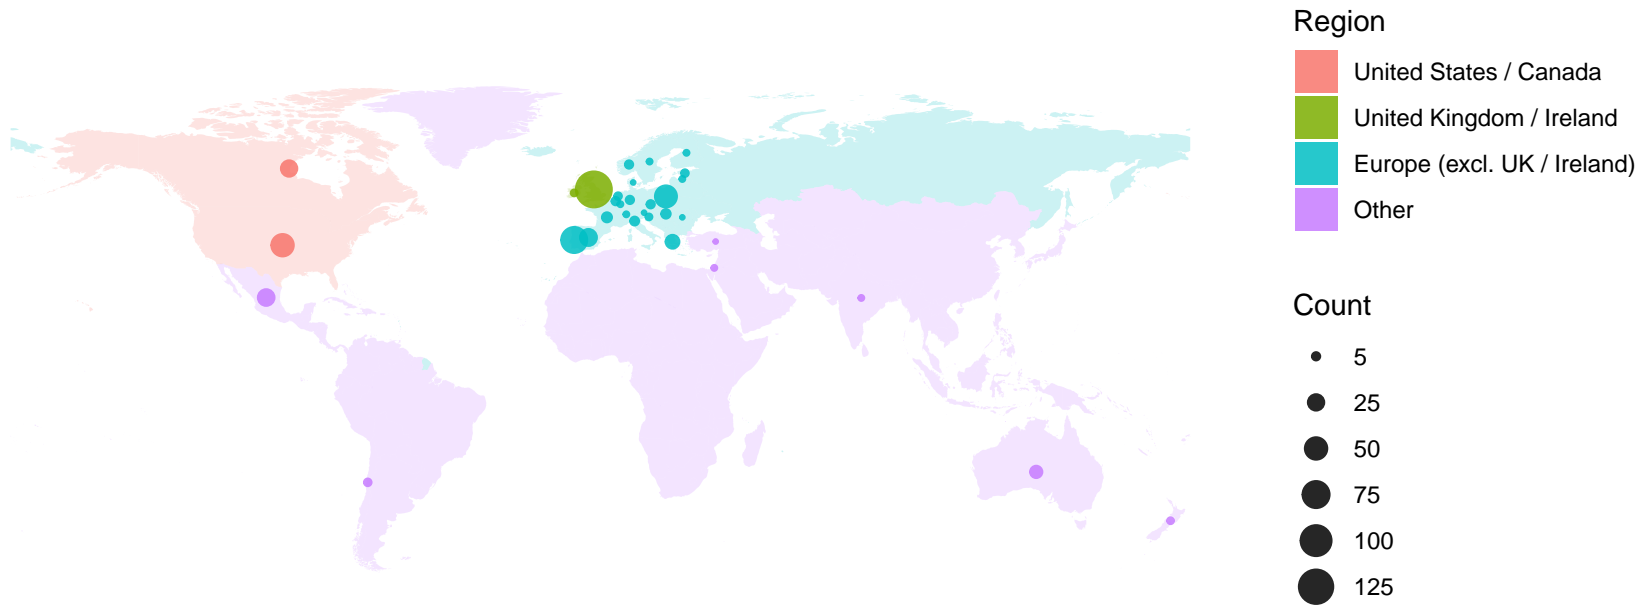 Region
United States / Canada
United Kingdom / Ireland
Europe (excl. UK / Ireland)
Other
Count
5
25
50
75
100
125